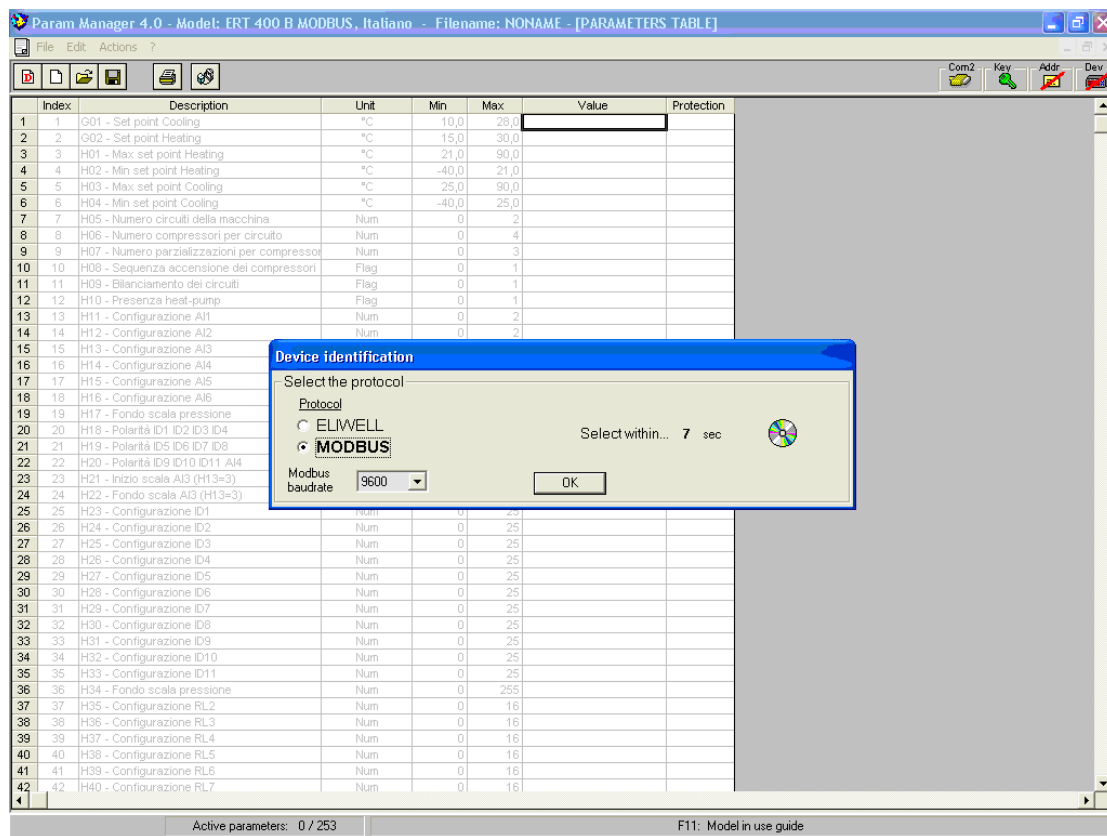 Param Manager 4.0 - Model: ERT 400 B MODBUS, Italiano - Filename: NONAME - [PARAMETERS TABLE]
File Edit Actions ?
Com2 Key Addr Dev
Index Description Unit Min Max Value Protection
1 1 G01 - Set point Cooling °C 10,0 28,0
2 2 G02 - Set point Heating °C 15,0 30,0
3 3 H01 - Max set point Heating °C 21,0 90,0
4 4 H02 - Min set point Heating °C -40,0 21,0
5 5 H03 - Max set point Cooling °C 25,0 90,0
6 6 H04 - Min set point Cooling °C -40,0 25,0
7 7 H05 - Numero circuiti della macchina Num 0 2
8 8 H06 - Numero compressori per circuito Num 0 4
9 9 H07 - Numero parzializzazioni per compressor Num 0 3
10 10 H08 - Sequenza accensione dei compressori Flag 0 1
11 11 H09 - Bilanciamento dei circuiti Flag 0 1
12 12 H10 - Presenza heat-pump Flag 0 1
13 13 H11 - Configurazione AI1 Num 0 2
14 14 H12 - Configurazione AI2 Num 0 2
15 15 H13 - Configurazione AI3
16 16 H14 - Configurazione AI4
17 17 H15 - Configurazione AI5
18 18 H16 - Configurazione AI6
19 19 H17 - Fondo scala pressione
20 20 H18 - Polarità ID1 ID2 ID3 ID4
21 21 H19 - Polarità ID5 ID6 ID7 ID8
22 22 H20 - Polarità ID9 ID10 ID11 AI4
23 23 H21 - Inizio scala AI3 (H13=3)
24 24 H22 - Fondo scala AI3 (H13=3)
Device identification
Select the protocol
Protocol
ELIWELL
MODBUS
Select within... 7 sec
Modbus baudrate 9600
OK
25 25 H23 - Configurazione ID1 Num 0 25
26 26 H24 - Configurazione ID2 Num 0 25
27 27 H25 - Configurazione ID3 Num 0 25
28 28 H26 - Configurazione ID4 Num 0 25
29 29 H27 - Configurazione ID5 Num 0 25
30 30 H28 - Configurazione ID6 Num 0 25
31 31 H29 - Configurazione ID7 Num 0 25
32 32 H30 - Configurazione ID8 Num 0 25
33 33 H31 - Configurazione ID9 Num 0 25
34 34 H32 - Configurazione ID10 Num 0 25
35 35 H33 - Configurazione ID11 Num 0 25
36 36 H34 - Fondo scala pressione Num 0 255
37 37 H35 - Configurazione RL2 Num 0 16
38 38 H36 - Configurazione RL3 Num 0 16
39 39 H37 - Configurazione RL4 Num 0 16
40 40 H38 - Configurazione RL5 Num 0 16
41 41 H39 - Configurazione RL6 Num 0 16
42 42 H40 - Configurazione RL7 Num 0 16
Active parameters: 0 / 253
F11: Model in use guide